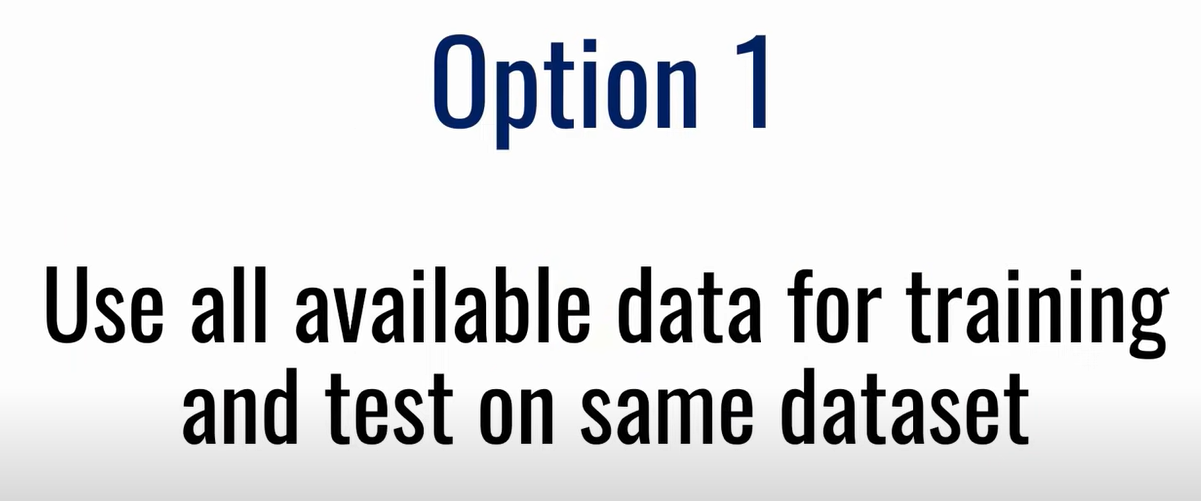 Option 1
Use all available data for training
and test on same dataset